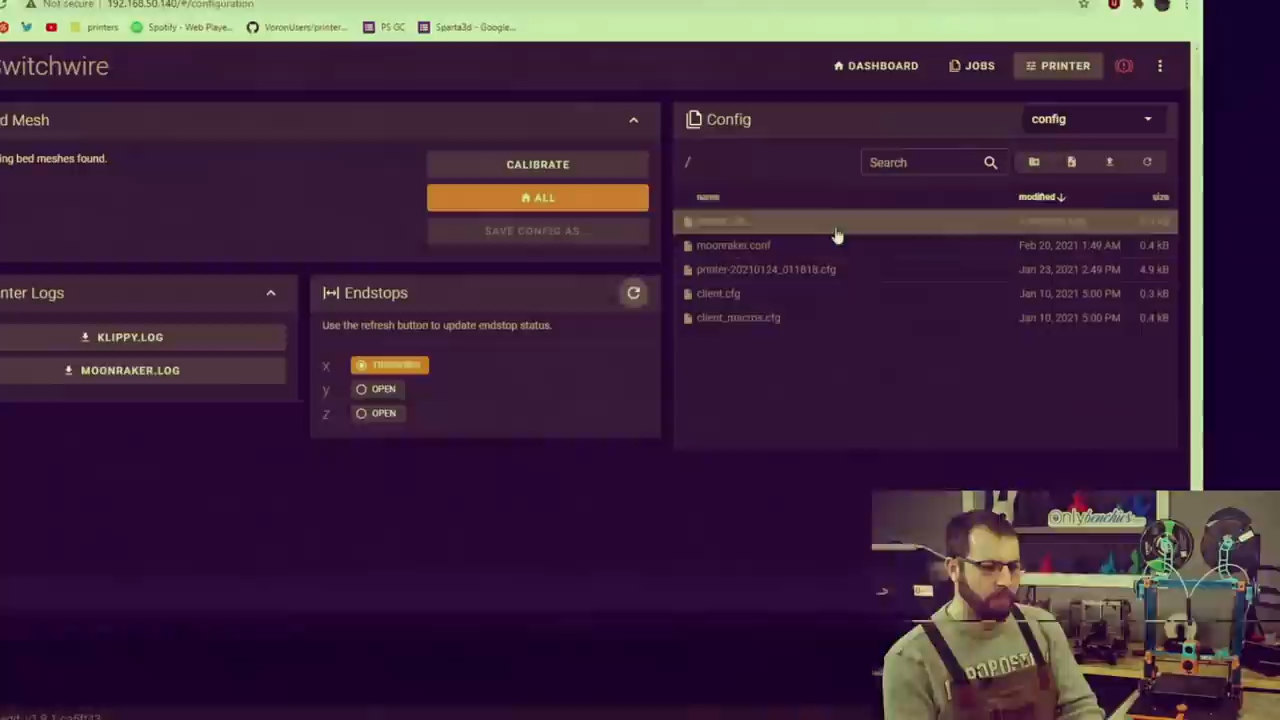 Not secure | 192.168.50.140/#/configuration
printers Spotify - Web Playe... VoronUsers/printer... PS GC Sparta3d - Google...
witchwire
DASHBOARD JOBS PRINTER
d Mesh
Config config
ing bed meshes found.
CALIBRATE
/ Search
ALL
name modified size
SAVE CONFIG AS...
moonraker.conf Feb 20, 2021 1:49 AM 0.4 kB
printer-20210124_011818.cfg Jan 23, 2021 2:49 PM 4.9 kB
client.cfg Jan 10, 2021 5:00 PM 0.3 kB
client_macros.cfg Jan 10, 2021 5:00 PM 0.4 kB
nter Logs
KLIPPY.LOG
MOONRAKER.LOG
Endstops
Use the refresh button to update endstop status.
x
y OPEN
z OPEN
Onlybenchies